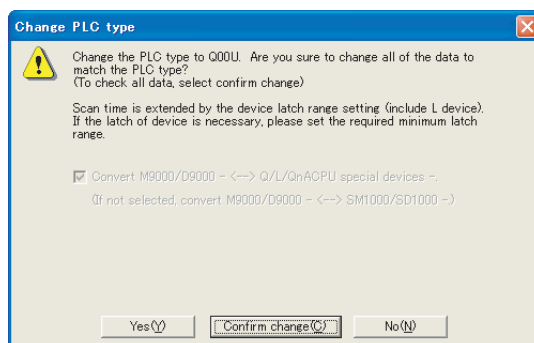 Change PLC type
Change the PLC type to Q00U. Are you sure to change all of the data to
match the PLC type?
(To check all data, select confirm change)
Scan time is extended by the device latch range setting (include L device).
If the latch of device is necessary, please set the required minimum latch
range.
Convert M9000/D9000 - <--> Q/L/QnACPU special devices -.
(If not selected, convert M9000/D9000 - <--> SM1000/SD1000 -.)
Yes(Y) Confirm change(C) No(N)